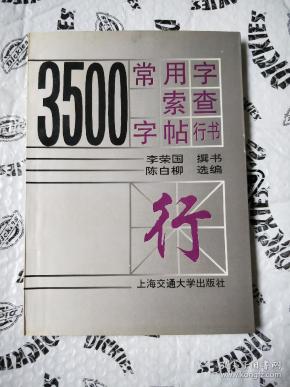 3500
常用字
索查
字帖 行书
李荣国 撰书
陈白柳 选编
行
上海交通大学出版社
DICKIES